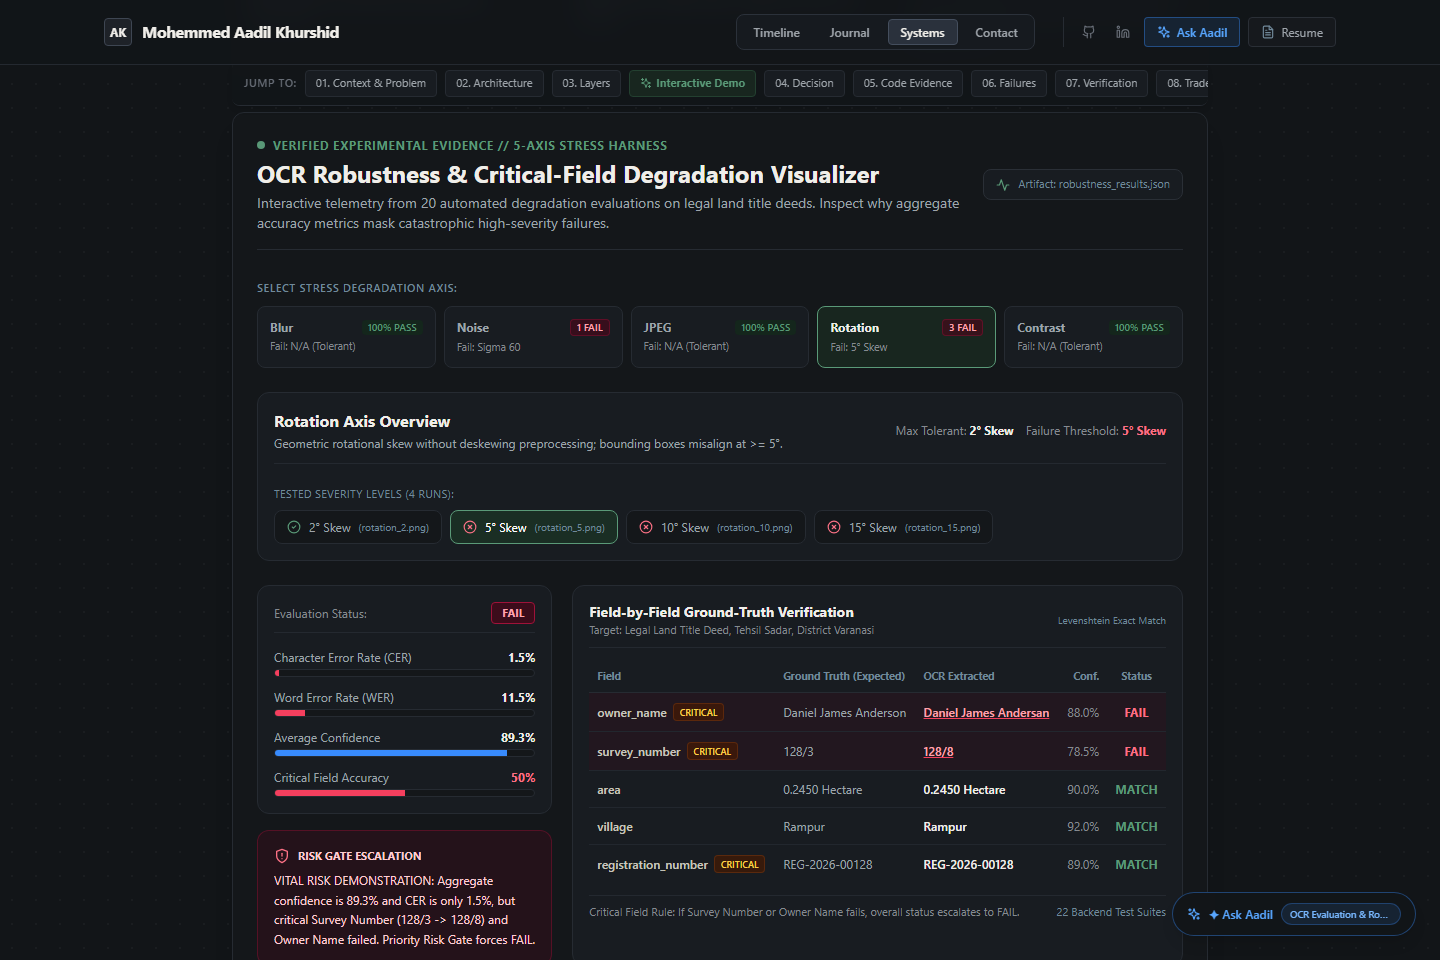 AK Mohemmed Aadil Khurshid Timeline Journal Systems Contact Ask Aadil Resume
JUMP TO: 01. Context & Problem 02. Architecture 03. Layers Interactive Demo 04. Decision 05. Code Evidence 06. Failures 07. Verification 08. Trade
VERIFIED EXPERIMENTAL EVIDENCE // 5-AXIS STRESS HARNESS
OCR Robustness & Critical-Field Degradation Visualizer
Artifact: robustness_results.json
Interactive telemetry from 20 automated degradation evaluations on legal land title deeds. Inspect why aggregate
accuracy metrics mask catastrophic high-severity failures.
SELECT STRESS DEGRADATION AXIS:
Blur 100% PASS
Fail: N/A (Tolerant)
Noise 1 FAIL
Fail: Sigma 60
JPEG 100% PASS
Fail: N/A (Tolerant)
Rotation 3 FAIL
Fail: 5° Skew
Contrast 100% PASS
Fail: N/A (Tolerant)
Rotation Axis Overview
Geometric rotational skew without deskewing preprocessing; bounding boxes misalign at >= 5°.
Max Tolerant: 2° Skew Failure Threshold: 5° Skew
TESTED SEVERITY LEVELS (4 RUNS):
2° Skew (rotation_2.png) 5° Skew (rotation_5.png) 10° Skew (rotation_10.png) 15° Skew (rotation_15.png)
Evaluation Status: FAIL
Character Error Rate (CER) 1.5%
Word Error Rate (WER) 11.5%
Average Confidence 89.3%
Critical Field Accuracy 50%
RISK GATE ESCALATION
VITAL RISK DEMONSTRATION: Aggregate
confidence is 89.3% and CER is only 1.5%, but
critical Survey Number (128/3 -> 128/8) and
Owner Name failed. Priority Risk Gate forces FAIL.
Field-by-Field Ground-Truth Verification
Target: Legal Land Title Deed, Tehsil Sadar, District Varanasi
Levenshtein Exact Match
Field Ground Truth (Expected) OCR Extracted Conf. Status
owner_name CRITICAL Daniel James Anderson Daniel James Andersan 88.0% FAIL
survey_number CRITICAL 128/3 128/8 78.5% FAIL
area 0.2450 Hectare 0.2450 Hectare 90.0% MATCH
village Rampur Rampur 92.0% MATCH
registration_number CRITICAL REG-2026-00128 REG-2026-00128 89.0% MATCH
Critical Field Rule: If Survey Number or Owner Name fails, overall status escalates to FAIL. 22 Backend Test Suites
Ask Aadil OCR Evaluation & Ro...